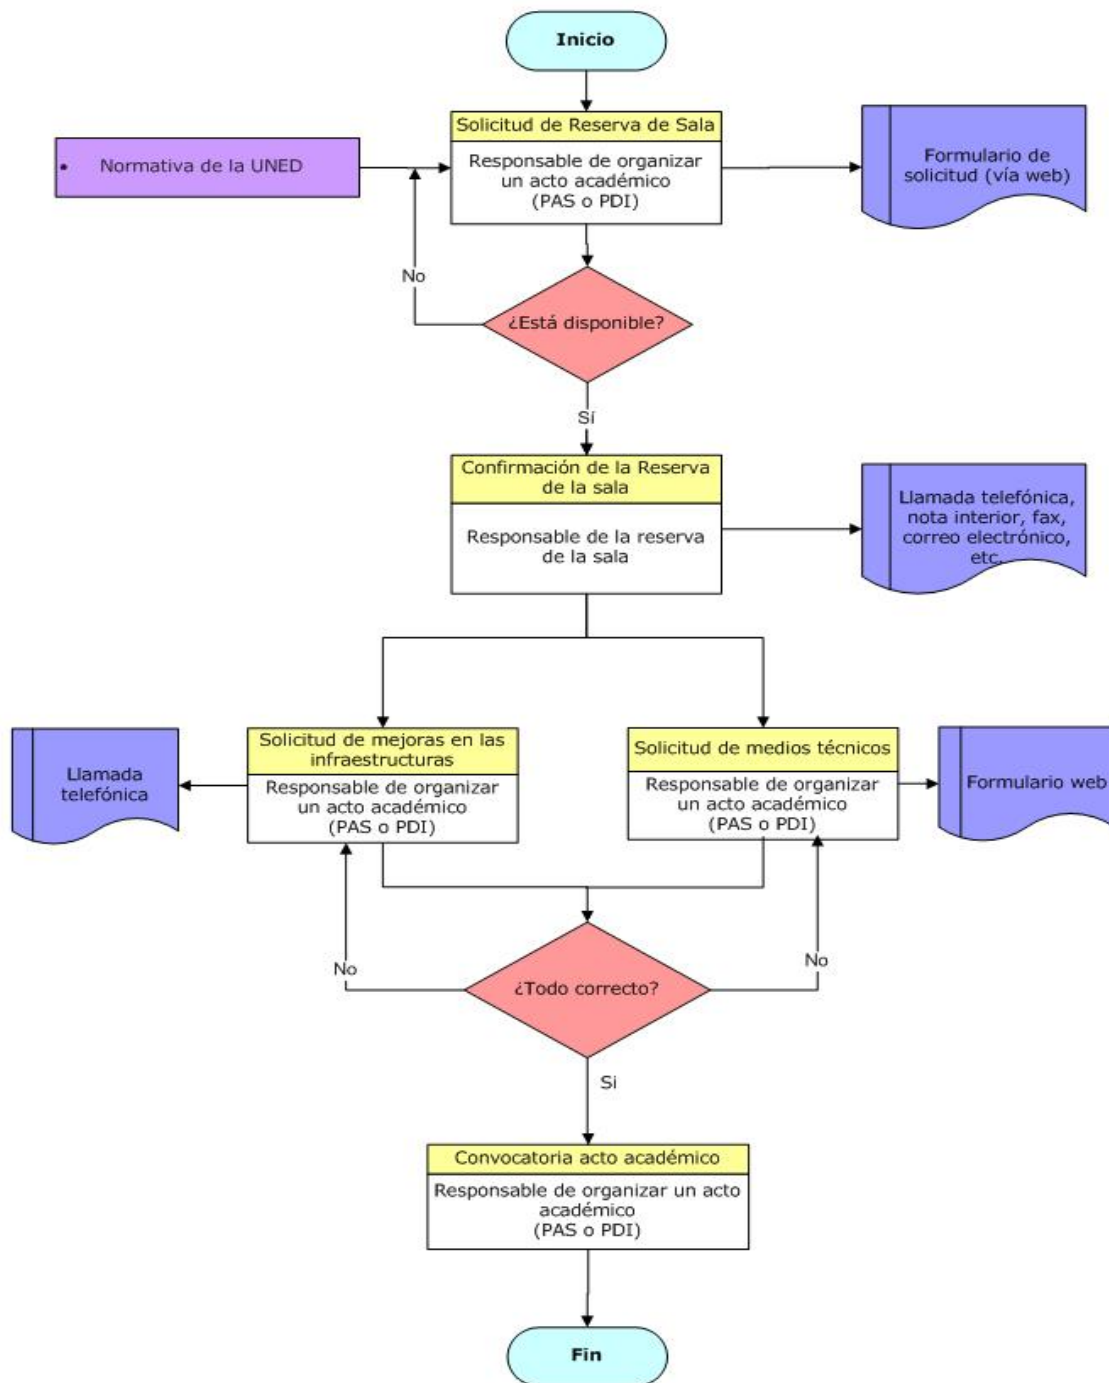 Inicio
Solicitud de Reserva de Sala
Responsable de organizar
un acto académico
(PAS o PDI)
• Normativa de la UNED
Formulario de
solicitud (vía web)
No
¿Está disponible?
Sí
Confirmación de la Reserva
de la sala
Responsable de la reserva
de la sala
Llamada telefónica,
nota interior, fax,
correo electrónico,
etc.
Solicitud de mejoras en las
infraestructuras
Responsable de organizar
un acto académico
(PAS o PDI)
Llamada
telefónica
Solicitud de medios técnicos
Responsable de organizar
un acto académico
(PAS o PDI)
Formulario web
No
¿Todo correcto?
No
Si
Convocatoria acto académico
Responsable de organizar un acto
académico
(PAS o PDI)
Fin